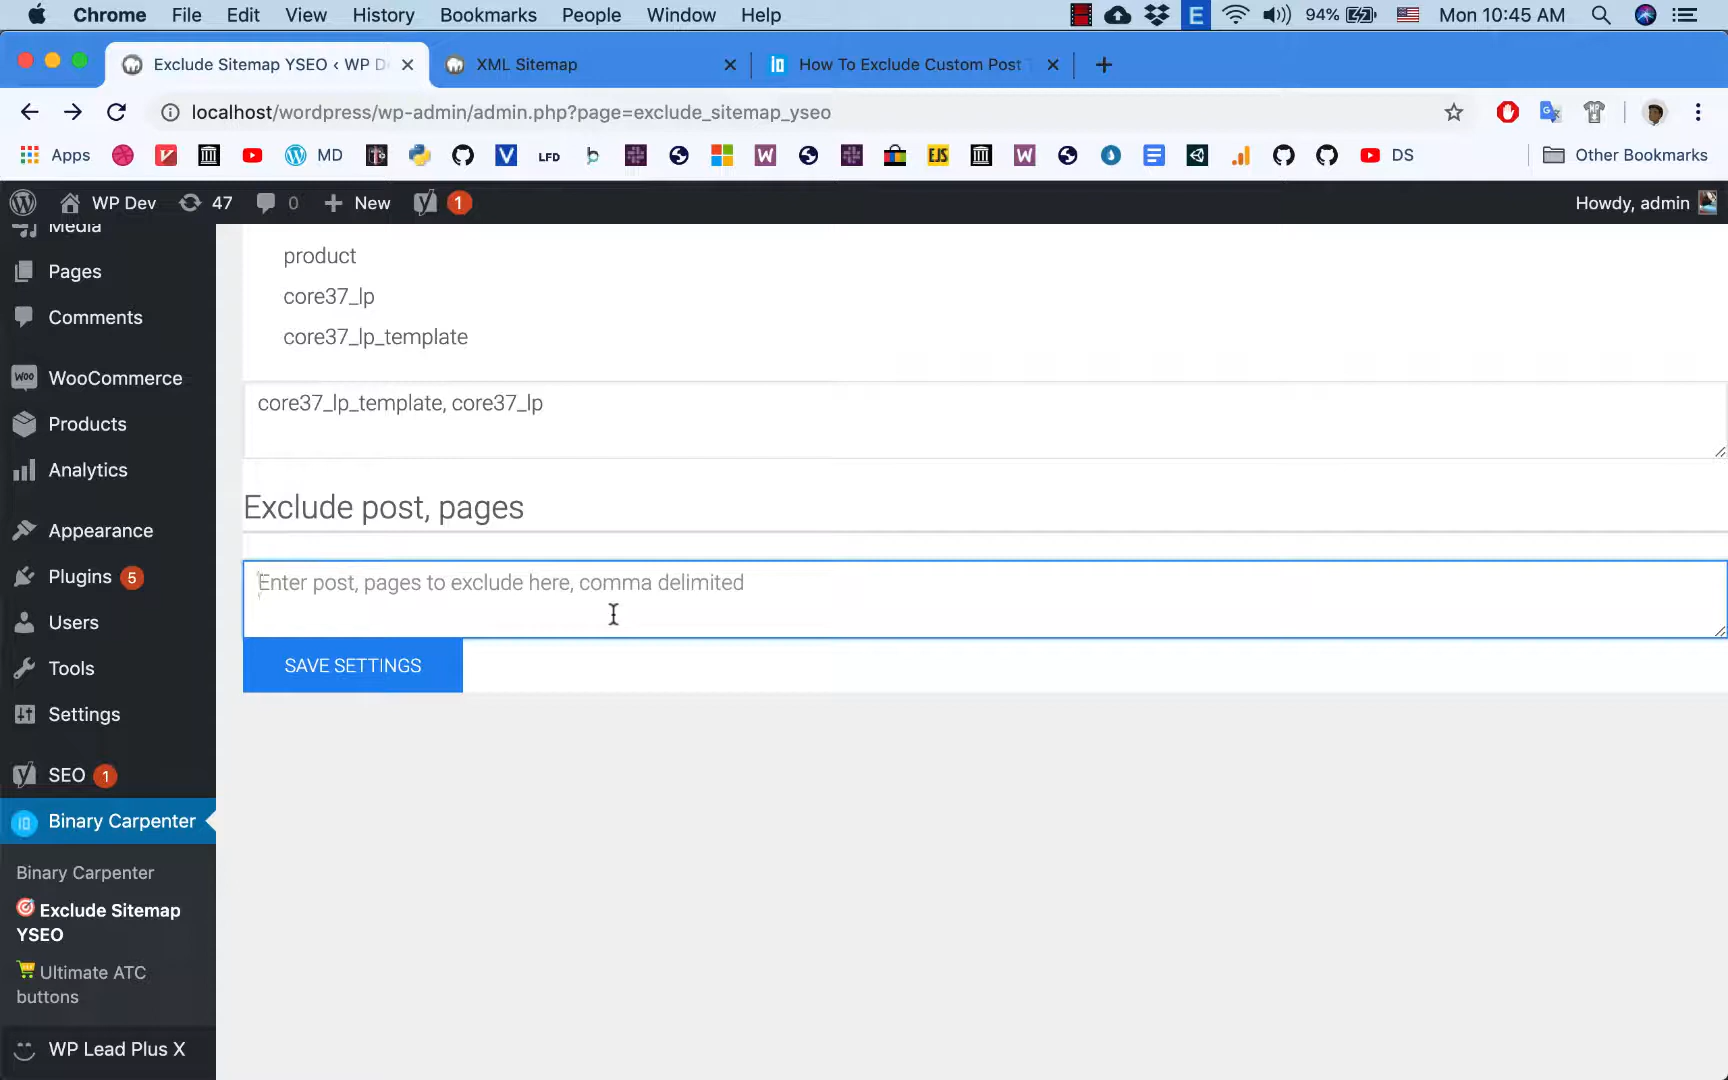 Chrome File Edit View History Bookmarks People Window Help E 94% Mon 10:45 AM
Exclude Sitemap YSEO ‹ WP D XML Sitemap How To Exclude Custom Post
localhost/wordpress/wp-admin/admin.php?page=exclude_sitemap_yseo
Apps MD LFD EJS DS Other Bookmarks
WP Dev 47 0 New 1 Howdy, admin
Media
Pages
Comments
WooCommerce
Products
Analytics
Appearance
Plugins 5
Users
Tools
Settings
SEO 1
Binary Carpenter
Binary Carpenter
Exclude Sitemap
YSEO
Ultimate ATC
buttons
WP Lead Plus X
product
core37_lp
core37_lp_template
core37_lp_template, core37_lp
Exclude post, pages
Enter post, pages to exclude here, comma delimited
SAVE SETTINGS